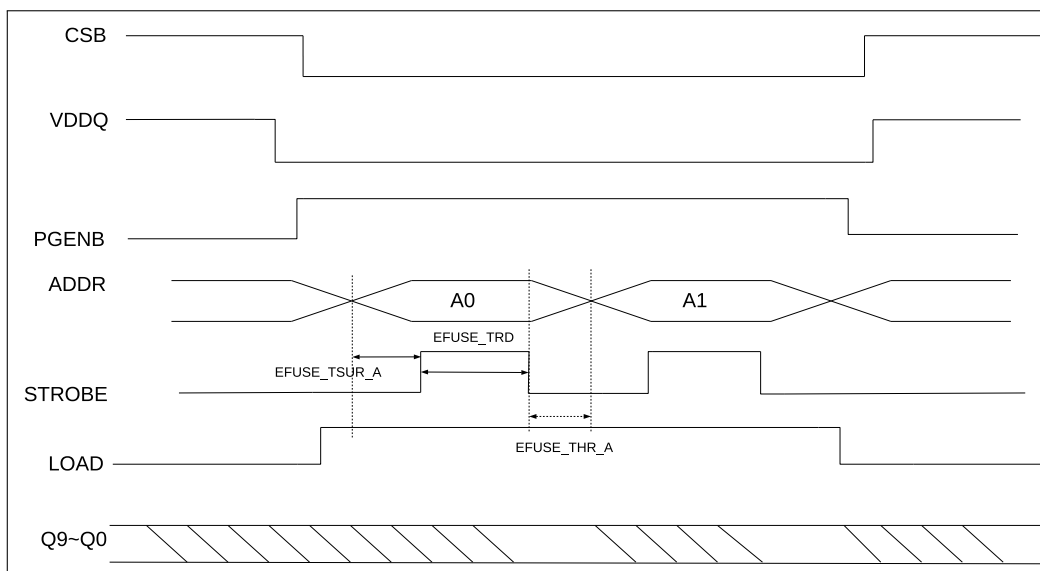 CSB
VDDQ
PGENB
ADDR
A0
A1
EFUSE_TRD
EFUSE_TSUR_A
STROBE
EFUSE_THR_A
LOAD
Q9~Q0